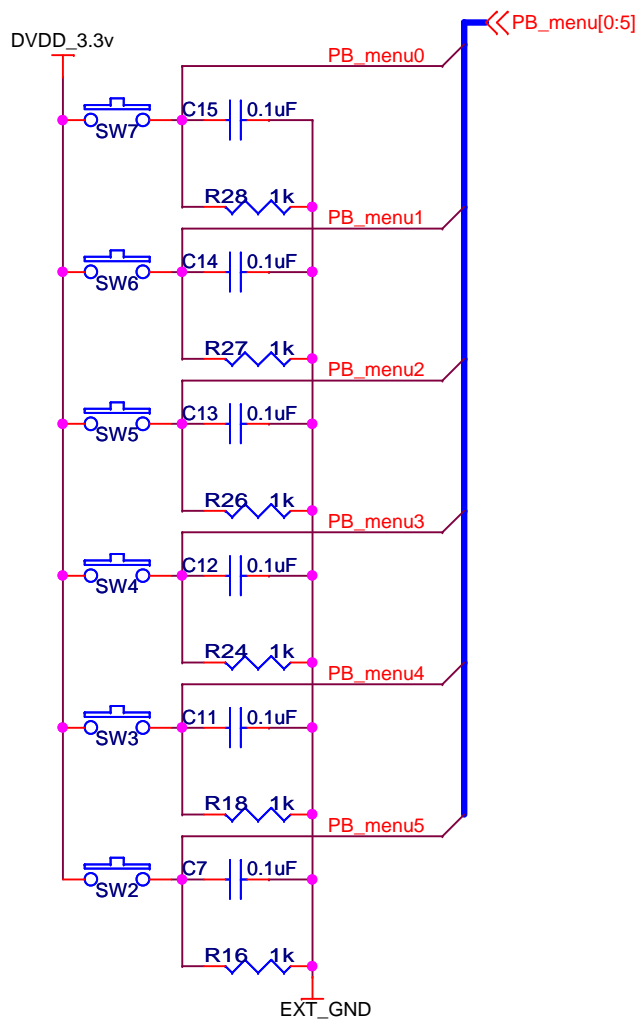 PB_menu[0:5]
DVDD_3.3v
PB_menu0
C15 0.1uF
SW7
R28 1k
PB_menu1
C14 0.1uF
SW6
R27 1k
PB_menu2
C13 0.1uF
SW5
R26 1k
PB_menu3
C12 0.1uF
SW4
R24 1k
PB_menu4
C11 0.1uF
SW3
R18 1k
PB_menu5
C7 0.1uF
SW2
R16 1k
EXT_GND